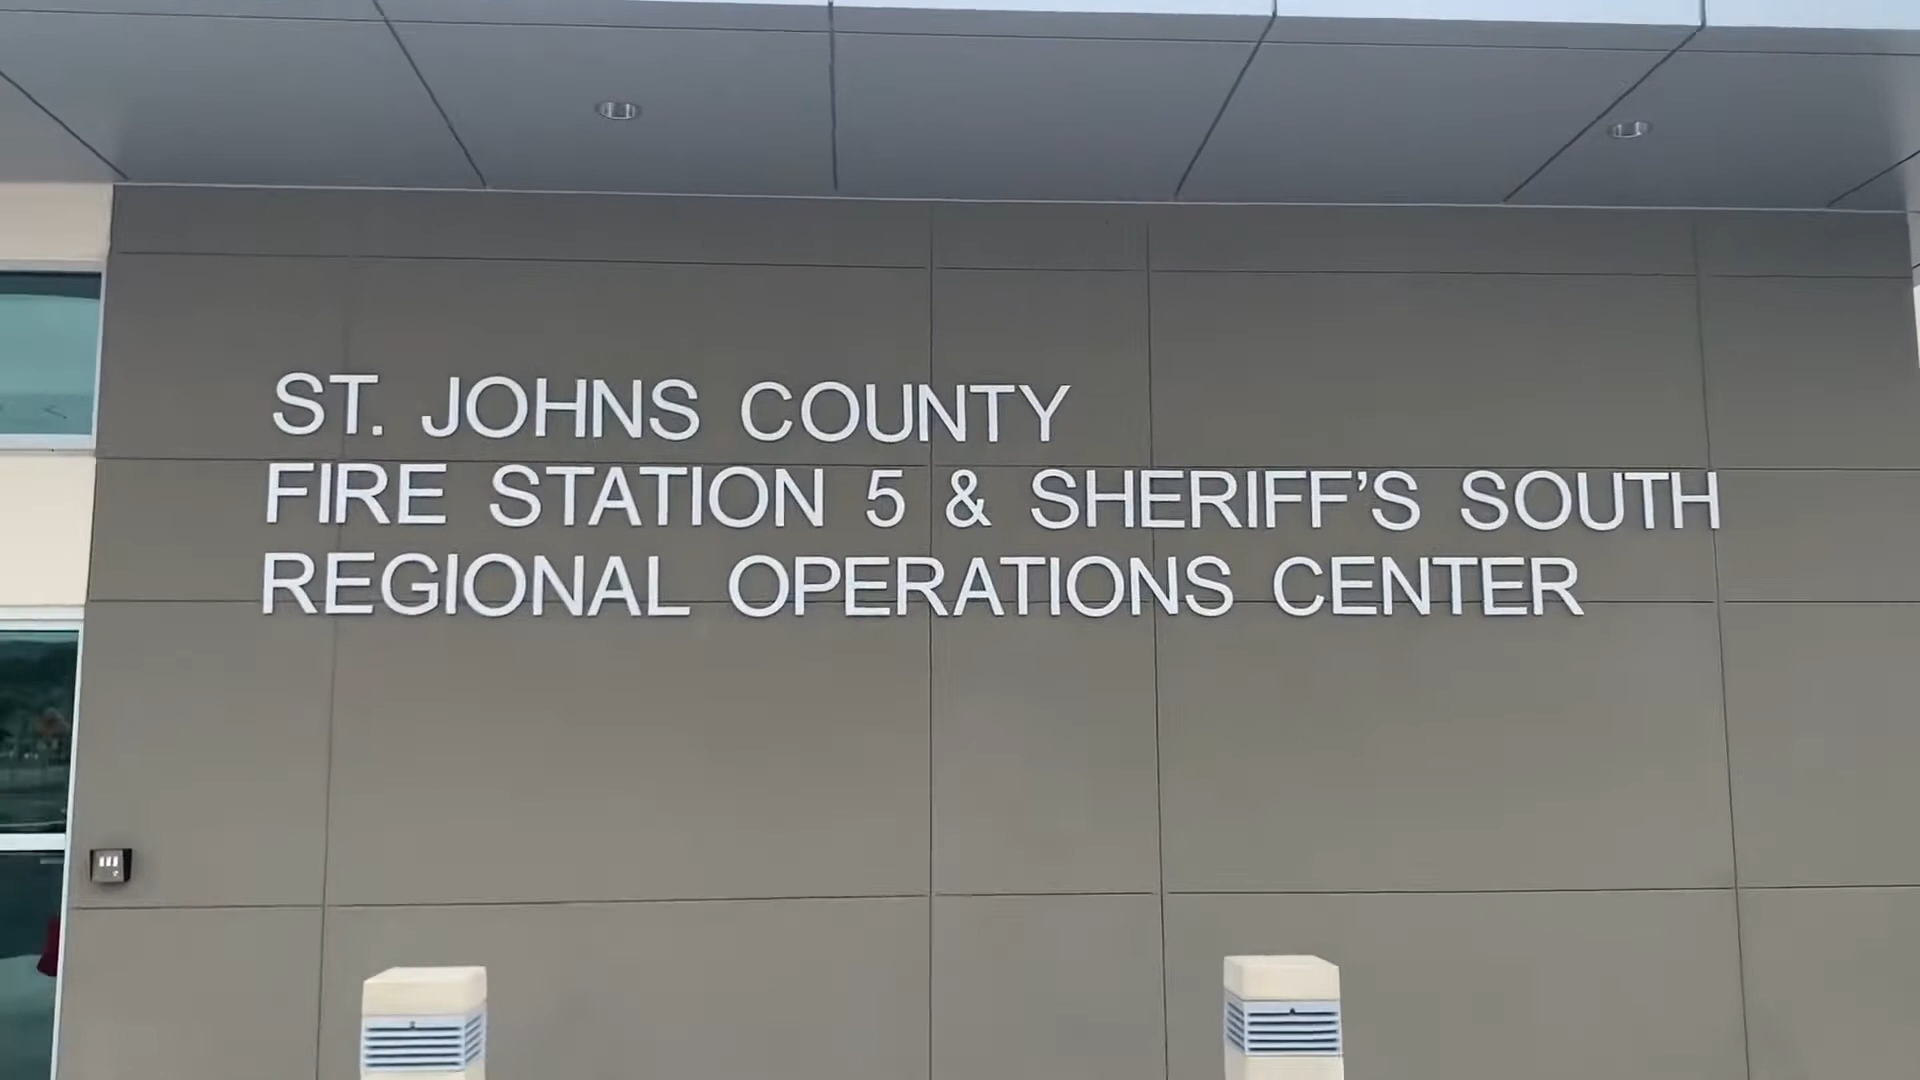 ST. JOHNS COUNTY
FIRE STATION 5 & SHERIFF'S SOUTH
REGIONAL OPERATIONS CENTER